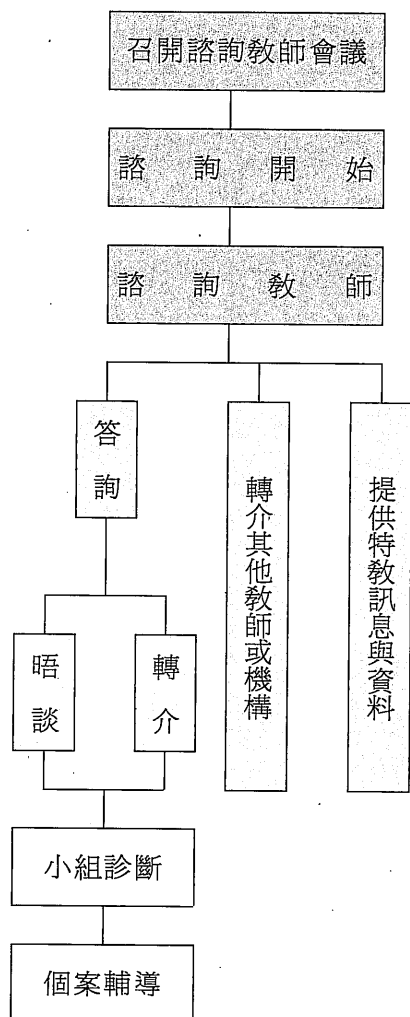 召開諮詢教師會議
諮詢開始
諮詢教師
答詢
轉介其他教師或機構
提供特教訊息與資料
晤談
轉介
小組診斷
個案輔導